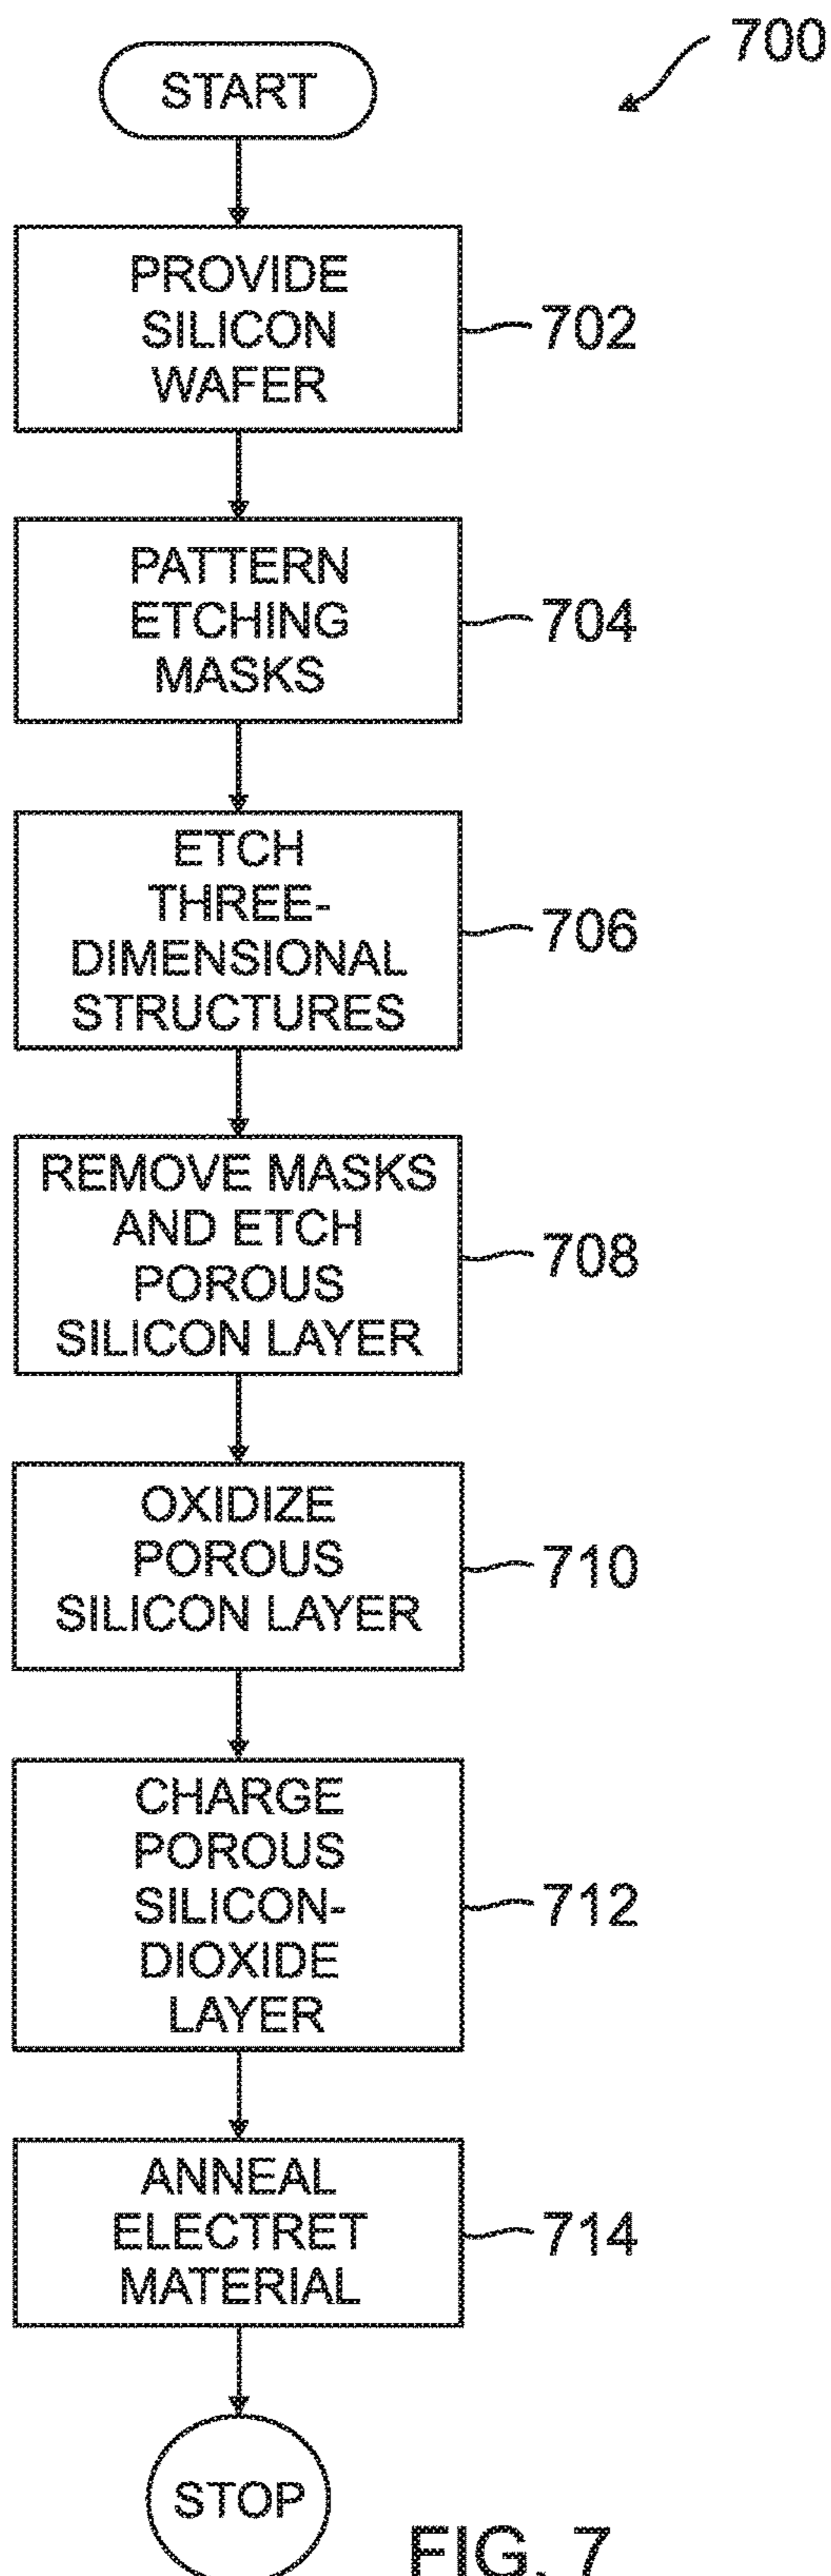 700
START
PROVIDE
SILICON
WAFER
702
PATTERN
ETCHING
MASKS
704
ETCH
THREE-
DIMENSIONAL
STRUCTURES
706
REMOVE MASKS
AND ETCH
POROUS
SILICON LAYER
708
OXIDIZE
POROUS
SILICON LAYER
710
CHARGE
POROUS
SILICON-
DIOXIDE
LAYER
712
ANNEAL
ELECTRET
MATERIAL
714
STOP
FIG. 7